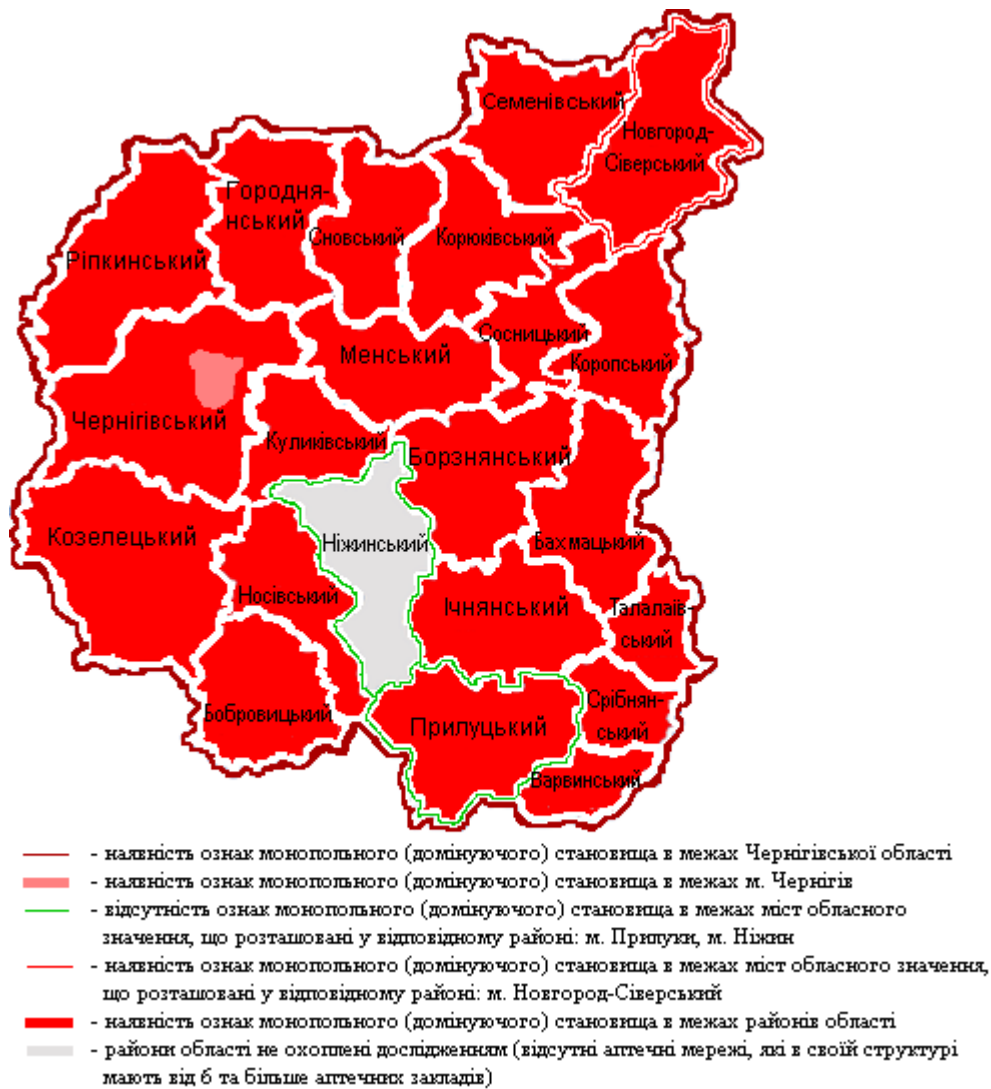 Семенівський
Новгород-
Сіверський
Городня-
нський
Сновський
Корюківський
Ріпкинський
Сосницький
Менський
Коропський
Чернігівський
Куликівський
Борзнянський
Козелецький
Ніжинський
Бахмацький
Носівський
Ічнянський
Талалаїв-
ський
Срібнян-
ський
Бобровицький
Прилуцький
Варвинський
- наявність ознак монопольного (домінуючого) становища в межах Чернігівської області
- наявність ознак монопольного (домінуючого) становища в межах м. Чернігів
- відсутність ознак монопольного (домінуючого) становища в межах міст обласного
значення, що розташовані у відповідному районі: м. Прилуки, м. Ніжин
- наявність ознак монопольного (домінуючого) становища в межах міст обласного значення,
що розташовані у відповідному районі: м. Новгород-Сіверський
- наявність ознак монопольного (домінуючого) становища в межах районів області
- райони області не охоплені дослідженням (відсутні аптечні мережі, які в своїй структурі
мають від 6 та більше аптечних закладів)